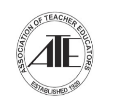 ASSOCIATION OF TEACHER EDUCATORS
ATE
ESTABLISHED 1920